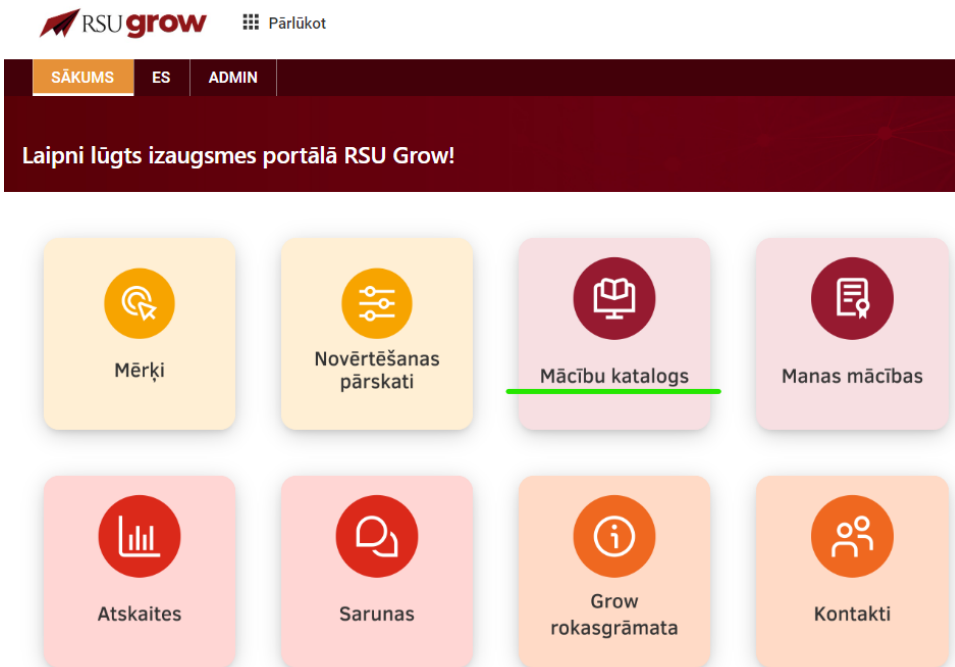 RSU grow
Pārlūkot
SĀKUMS ES ADMIN
Laipni lūgts izaugsmes portālā RSU Grow!
Mērķi
Novērtēšanas
pārskati
Mācību katalogs
Manas mācības
Atskaites
Sarunas
Grow
rokasgrāmata
Kontakti